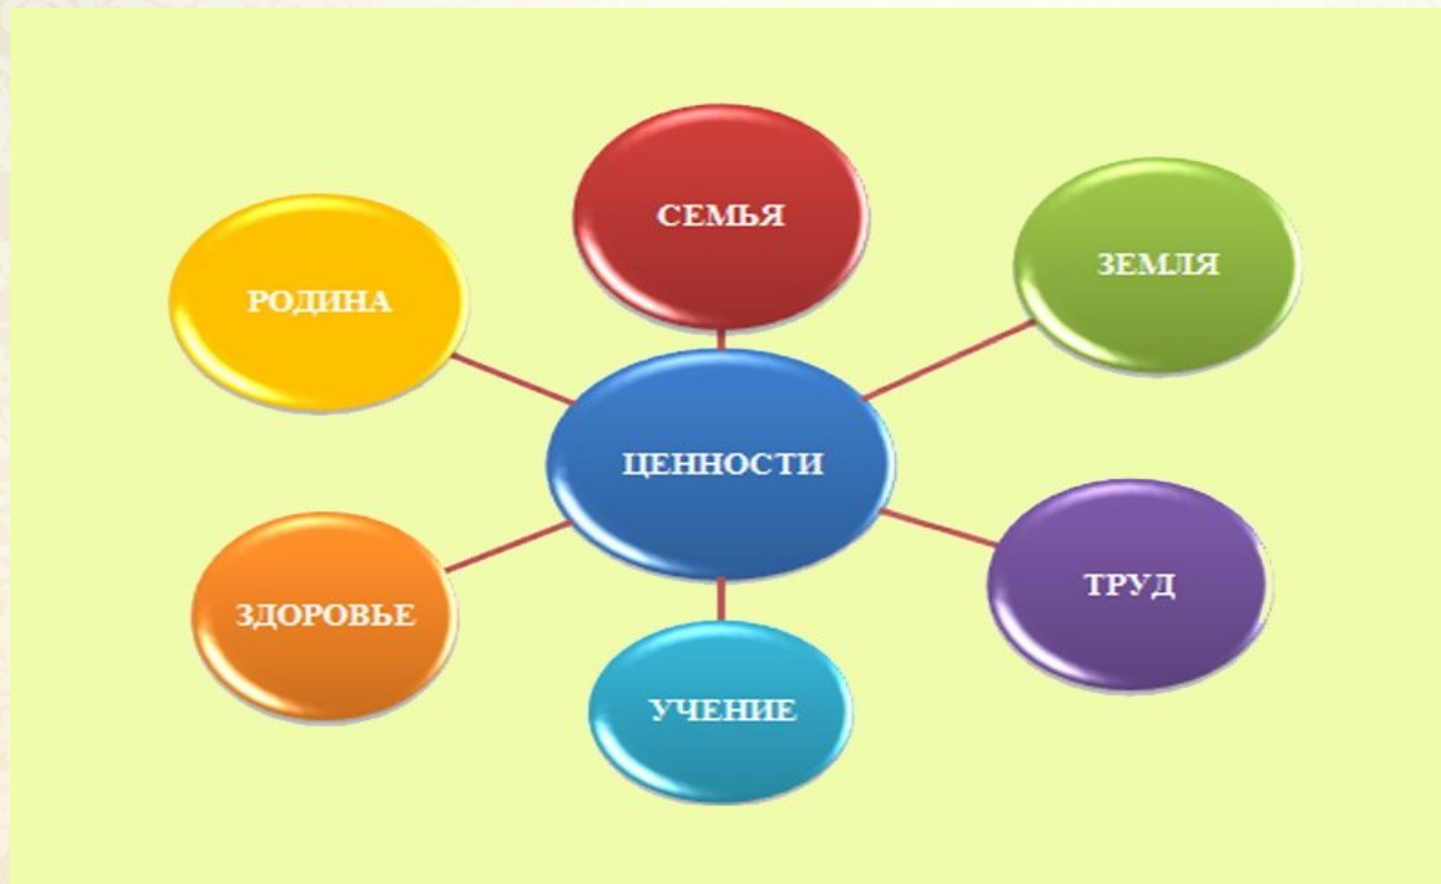 СЕМЬЯ
ЗЕМЛЯ
РОДИНА
ЦЕННОСТИ
ТРУД
ЗДОРОВЬЕ
УЧЕНИЕ